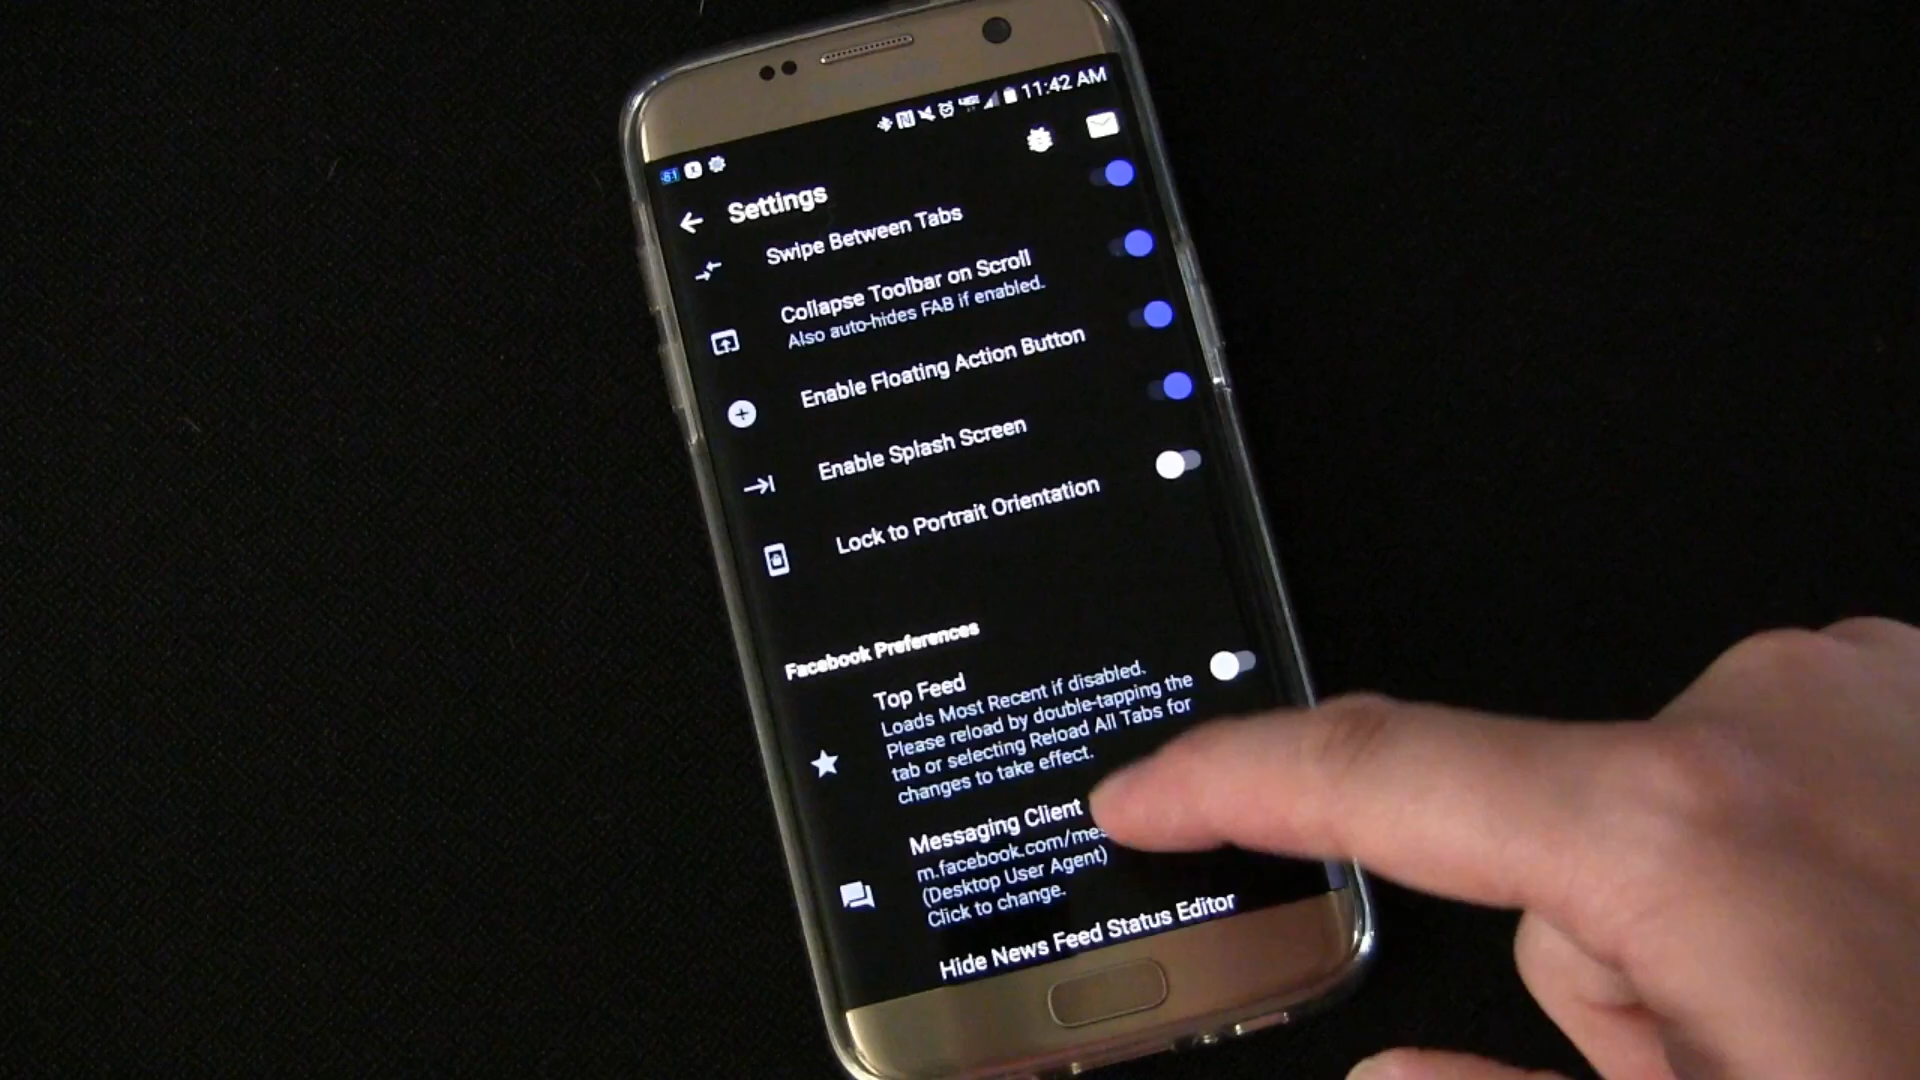 11:42 AM
61
Settings
Swipe Between Tabs
Collapse Toolbar on Scroll
Also auto-hides FAB if enabled.
Enable Floating Action Button
Enable Splash Screen
Lock to Portrait Orientation
Facebook Preferences
Top Feed
Loads Most Recent if disabled.
Please reload by double-tapping the
tab or selecting Reload All Tabs for
changes to take effect.
Messaging Client
m.facebook.com/mes
(Desktop User Agent)
Click to change.
Hide News Feed Status Editor